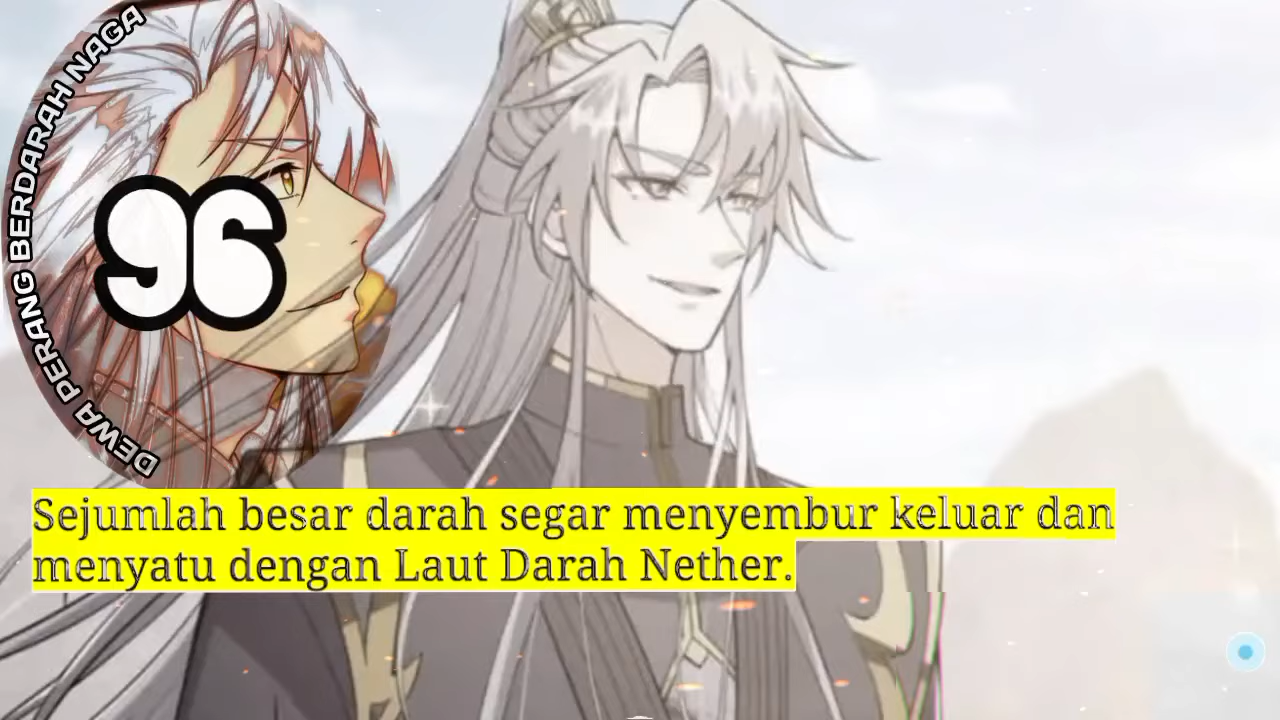 DEWA PERANG BERDARAH NAGA
96
Sejumlah besar darah segar menyembur keluar dan
menyatu dengan Laut Darah Nether.